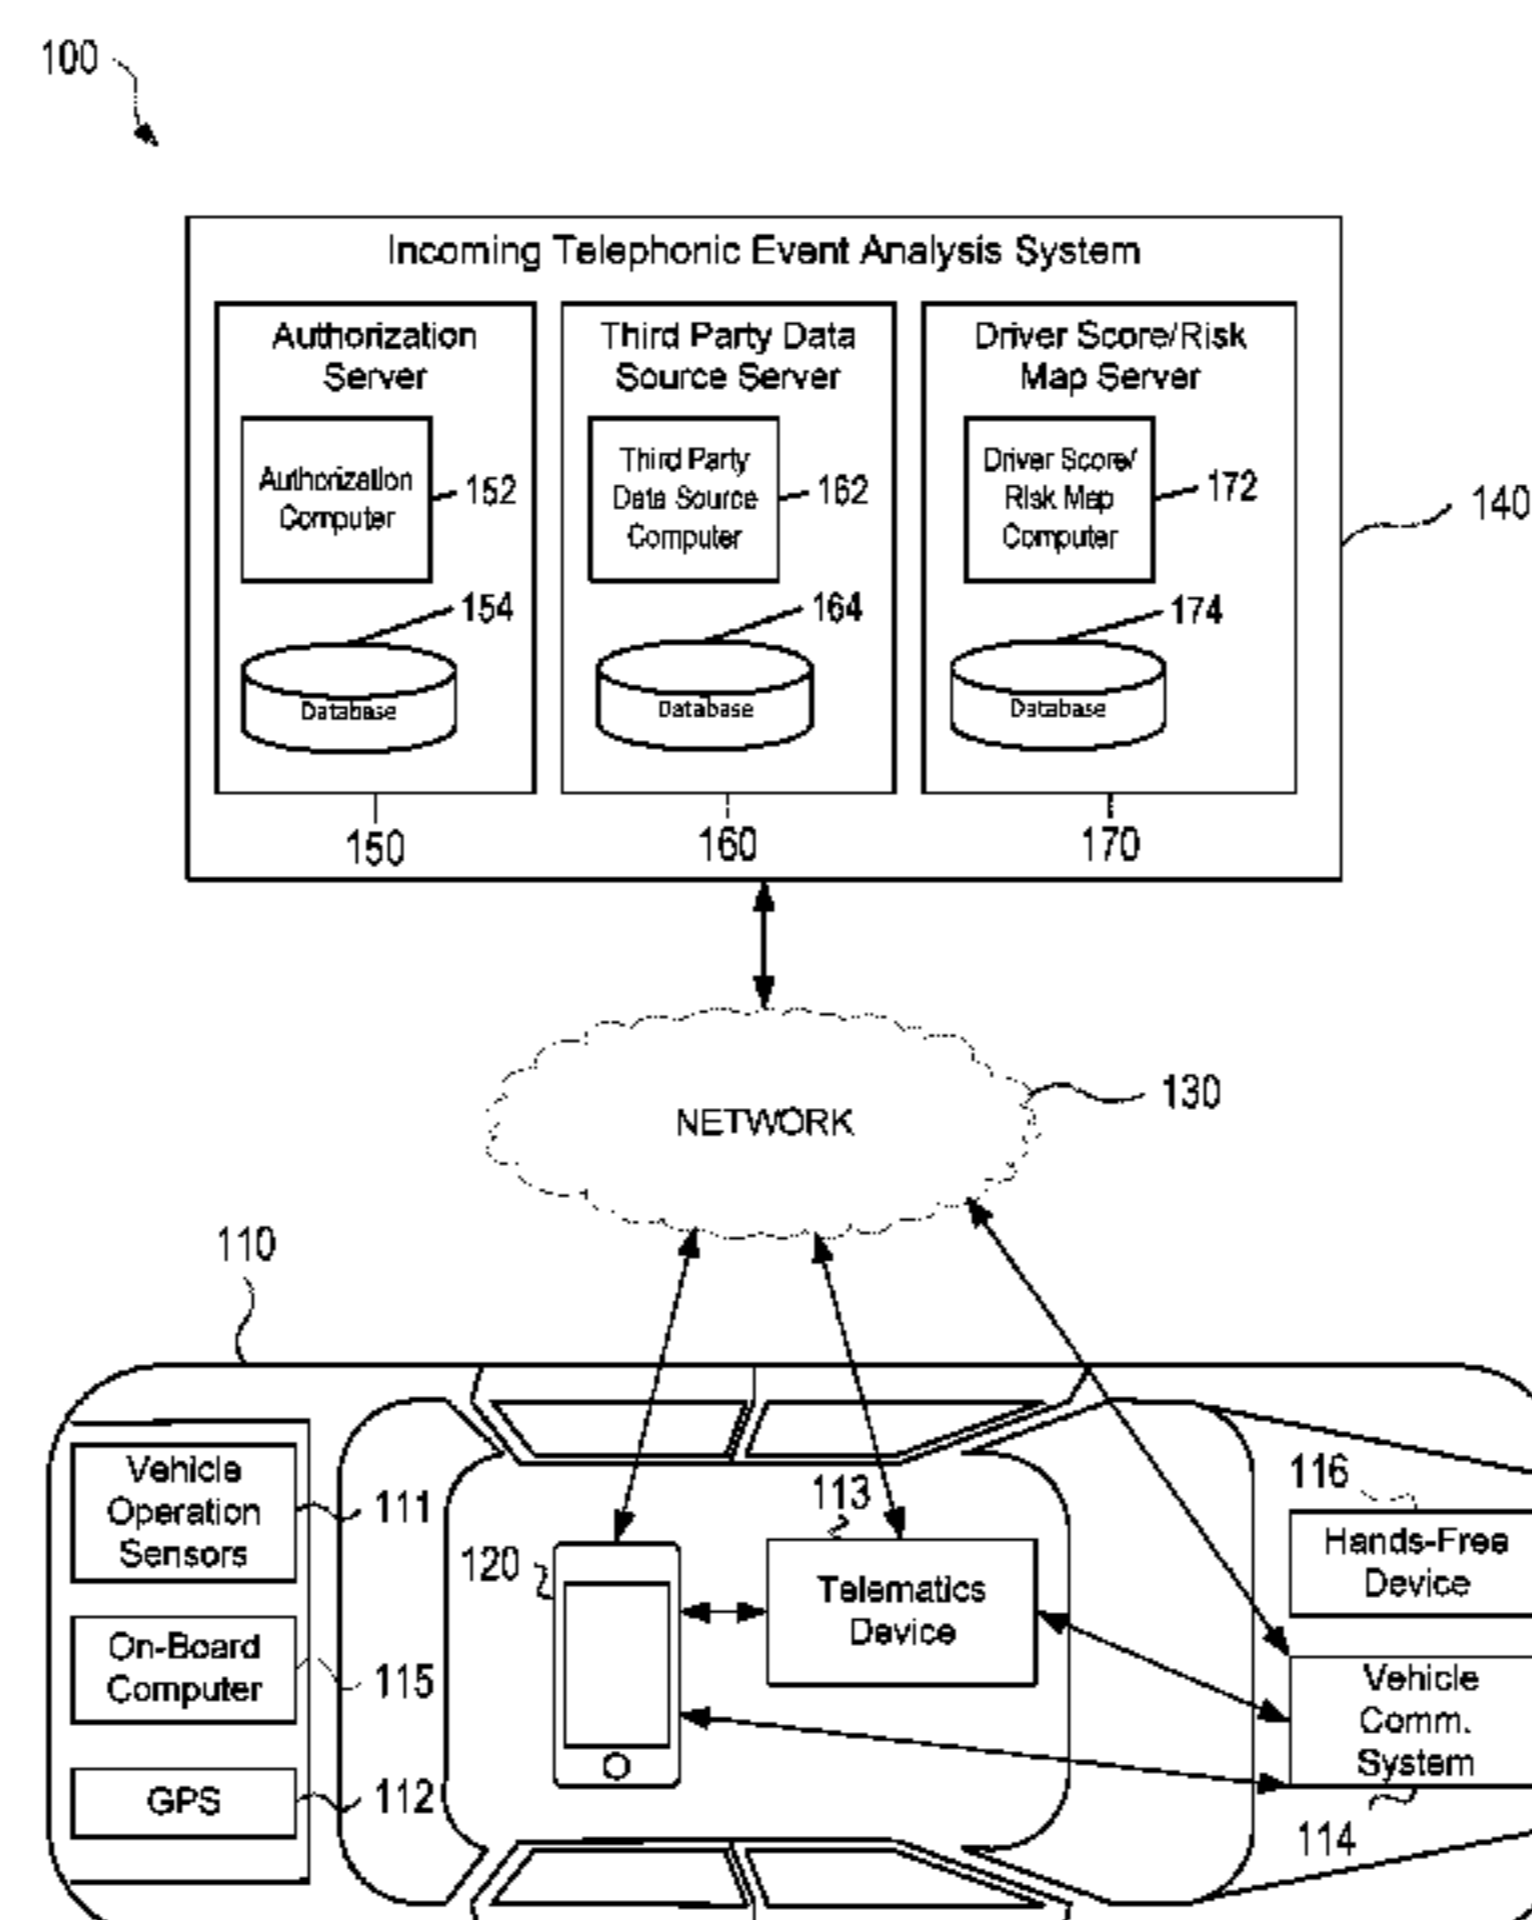 100
Incoming Telephonic Event Analysis System
Authorization
Server
Authorization
Computer
152
154
Database
150
Third Party Data
Source Server
Third Party
Data Source
Computer
162
164
Database
160
Driver Score/Risk
Map Server
Driver Score/
Risk Map
Computer
172
174
Database
170
140
NETWORK
130
110
Vehicle
Operation
Sensors
111
On-Board
Computer
115
GPS
112
120
113
Telematics
Device
116
Hands-Free
Device
Vehicle
Comm.
System
114